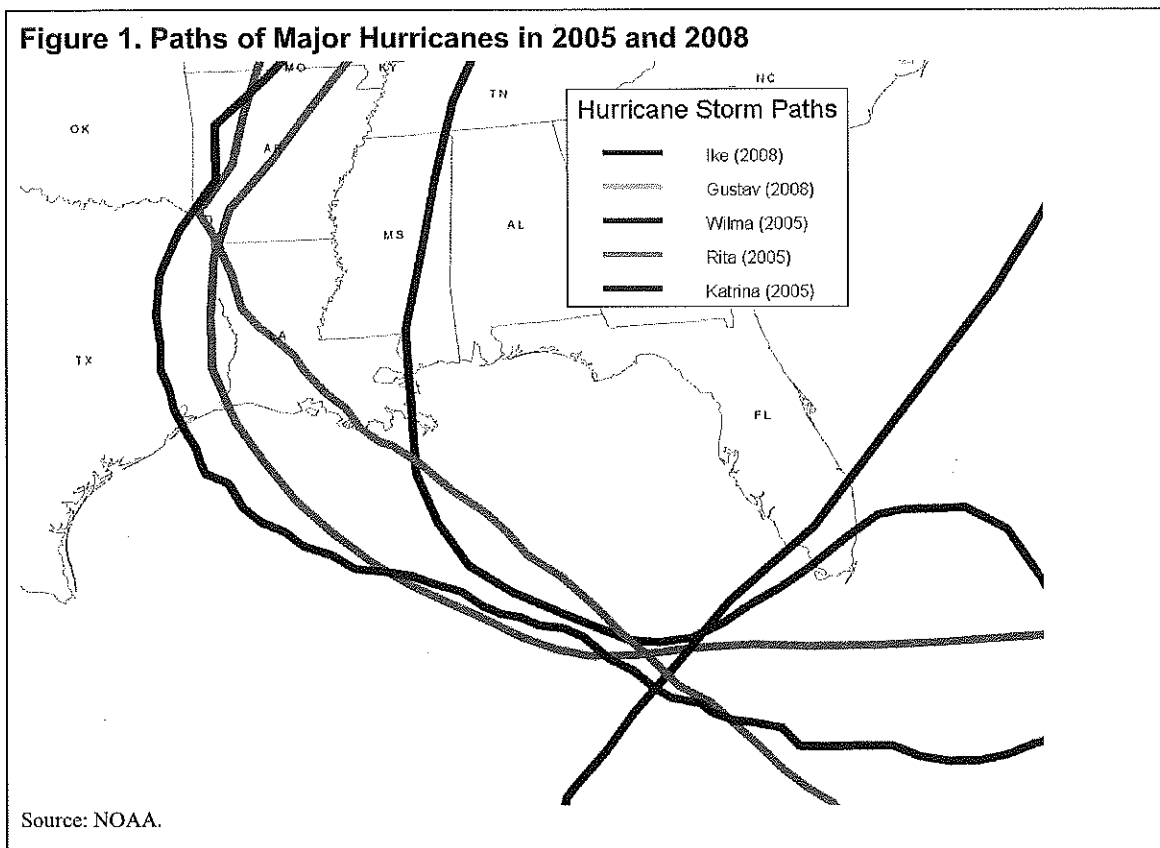 Figure 1. Paths of Major Hurricanes in 2005 and 2008
MO
KY
NC
TN
OK
Hurricane Storm Paths
Ike (2008)
Gustav (2008)
Wilma (2005)
Rita (2005)
Katrina (2005)
MS
AL
LA
TX
FL
Source: NOAA.